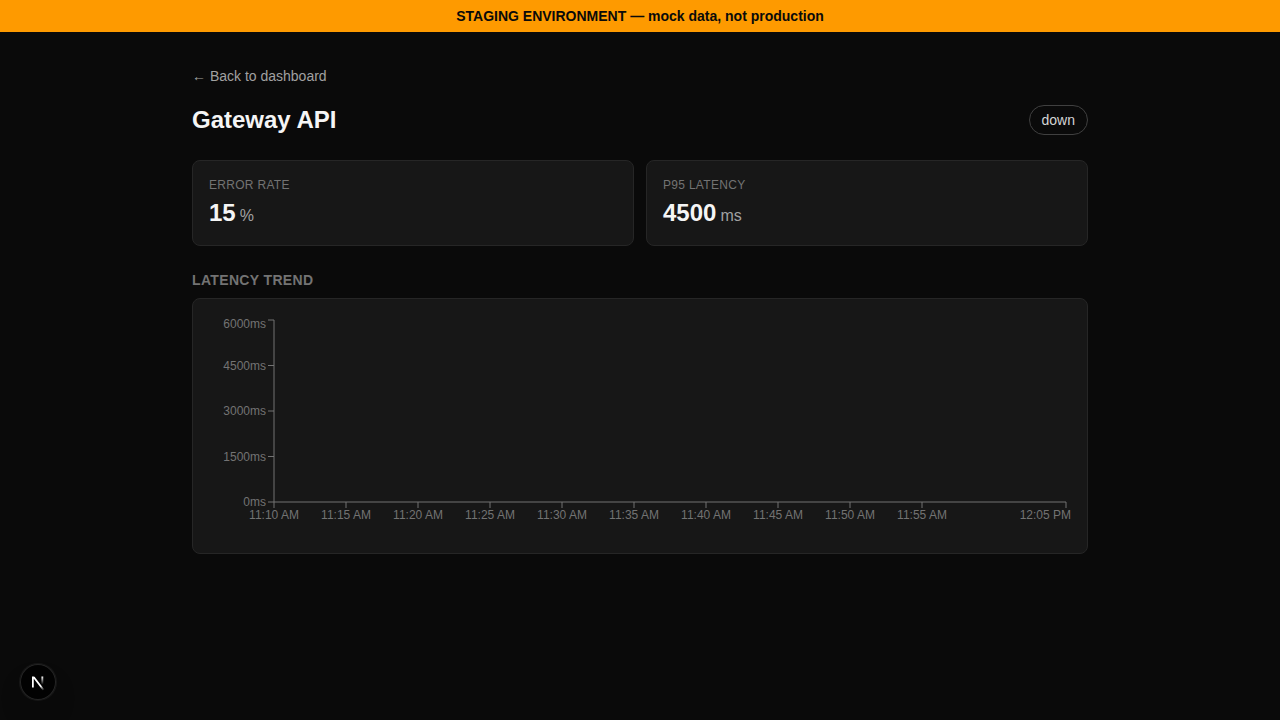 STAGING ENVIRONMENT — mock data, not production
← Back to dashboard
Gateway API
down
ERROR RATE
15 %
P95 LATENCY
4500 ms
LATENCY TREND
6000ms
4500ms
3000ms
1500ms
0ms
11:10 AM 11:15 AM 11:20 AM 11:25 AM 11:30 AM 11:35 AM 11:40 AM 11:45 AM 11:50 AM 11:55 AM 12:05 PM
N